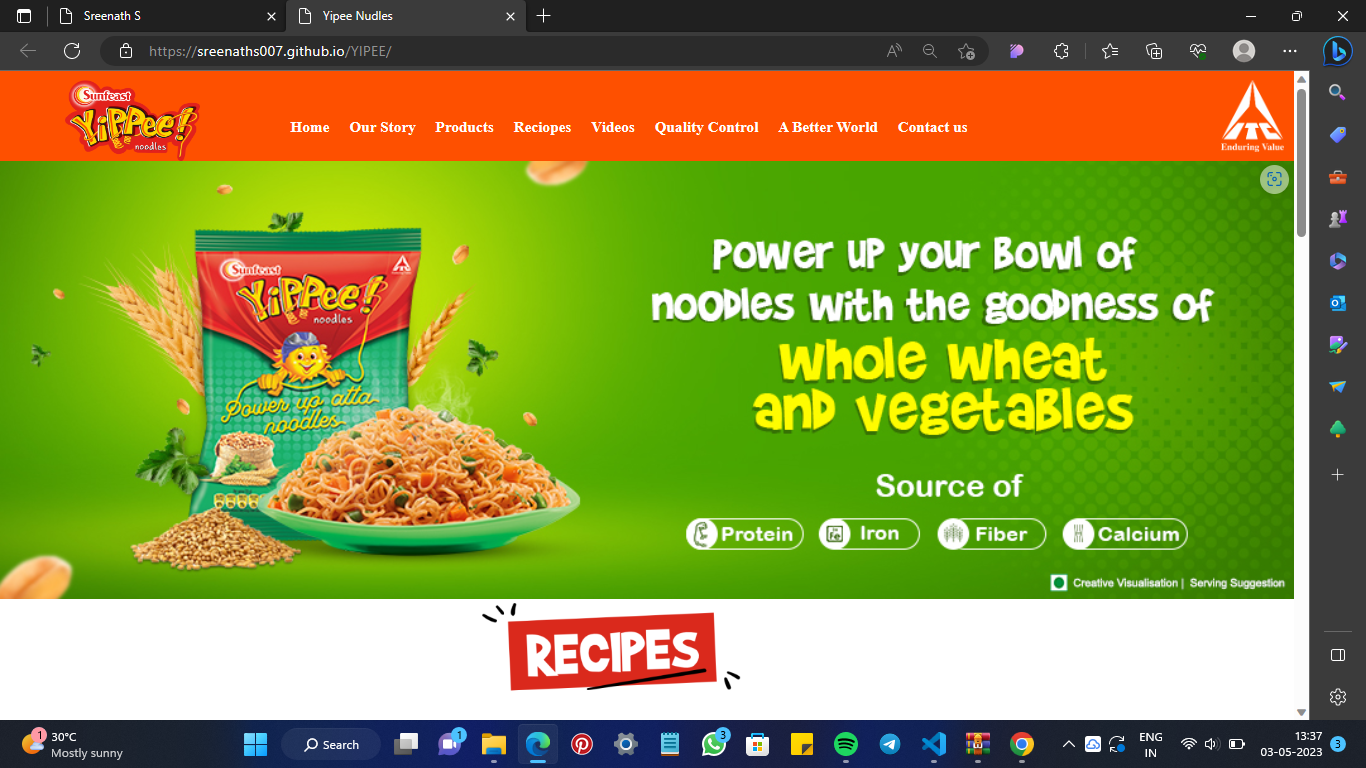 Sreenath S
Yipee Nudles
https://sreenaths007.github.io/YIPEE/
Sunfeast
YiPPee!
noodles
Home Our Story Products Reciopes Videos Quality Control A Better World Contact us
ITC
Enduring Value
Sunfeast
YiPPee!
noodles
Power up atta
noodles
Power up your Bowl of
noodles with the goodness of
whole wheat
and vegetables
Source of
Protein Iron Fiber Calcium
Creative Visualisation | Serving Suggestion
RECIPES
1
30°C
Mostly sunny
Search
1
3
ENG
IN
13:37
03-05-2023
3